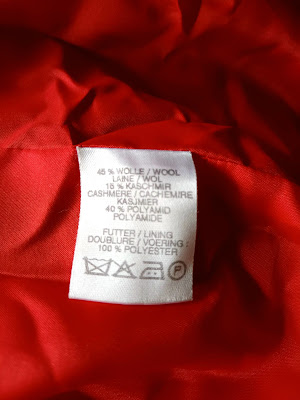 45 % WOLLE / WOOL
LAINE / WOL
15 % KASCHMIR
CASHMERE / CACHEMIRE
KASJMIER
40 % POLYAMID
POLYAMIDE
FUTTER / LINING
DOUBLURE / VOERING :
100 % POLYESTER
P